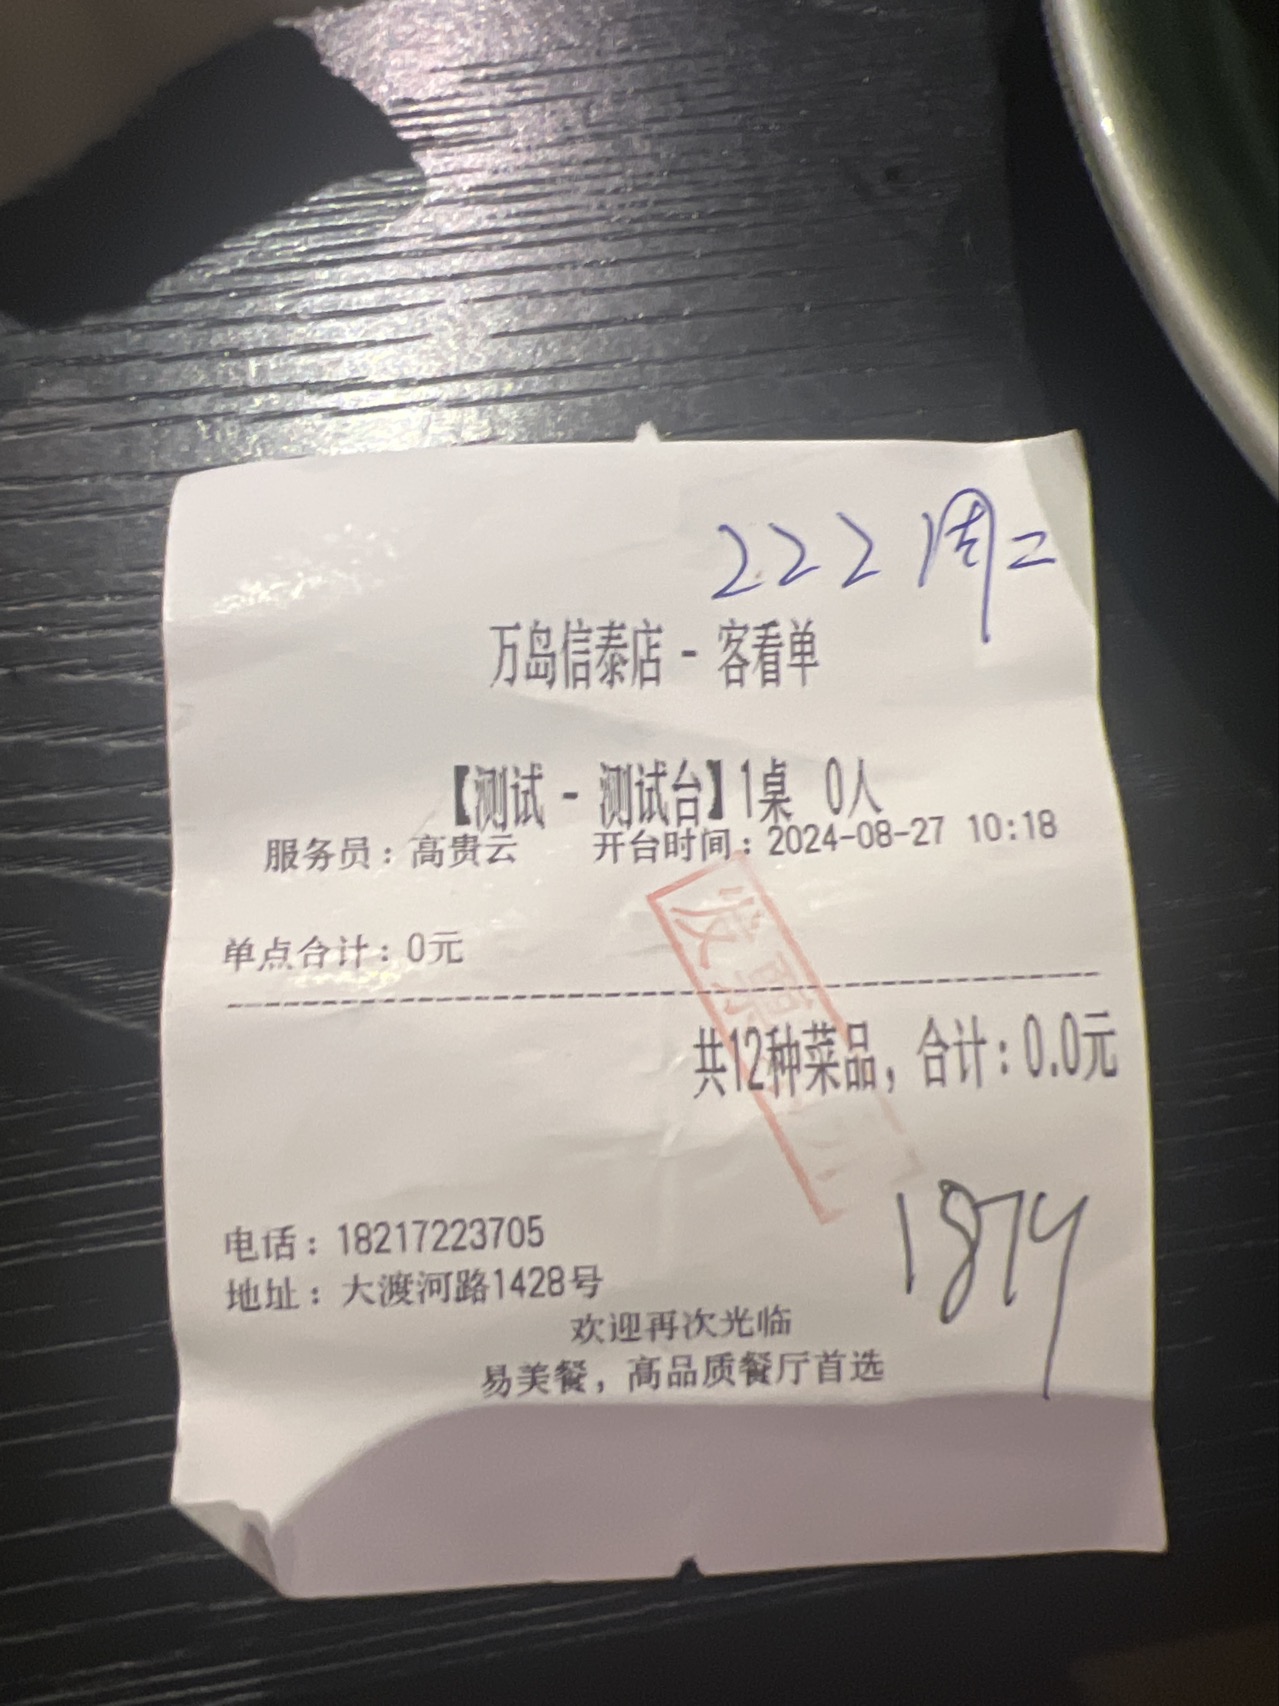 222 周二
万岛信泰店 - 客看单
【测试 - 测试台】1桌 0人
服务员：高贵云 开台时间：2024-08-27 10:18
单点合计：0元
发票
共12种菜品，合计：0.0元
1874
电话：18217223705
地址：大渡河路1428号
欢迎再次光临
易美餐，高品质餐厅首选